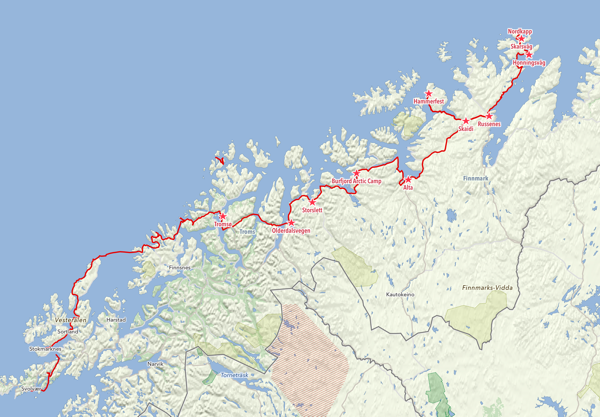 Nordkapp
Skarsvåg
Honningsvåg
Hammerfest
Skaidi
Russenes
Burfjord Arctic Camp
Alta
Finnmark
Storslett
Tromsø
Troms
Olderdalsvegen
Finnsnes
Kautokeino
Finnmarks-Vidda
Vesterålen
Harstad
Sortland
Stokmarknes
Narvik
Torneträsk
Svolvær